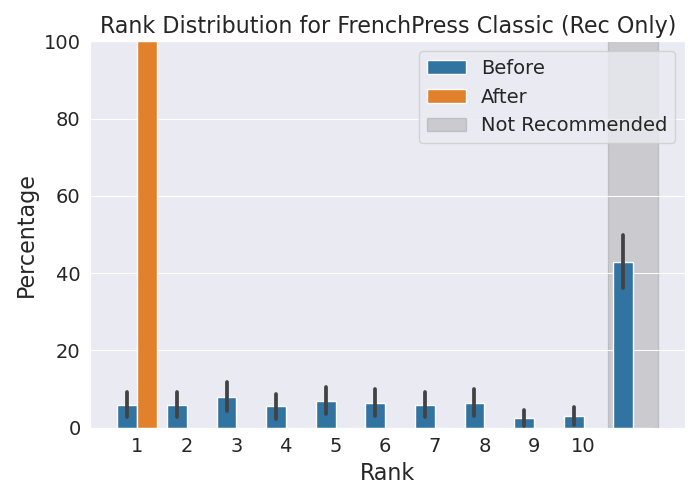 Rank Distribution for FrenchPress Classic (Rec Only)
100
80
60
40
20
0
Percentage
Before
After
Not Recommended
1 2 3 4 5 6 7 8 9 10
Rank